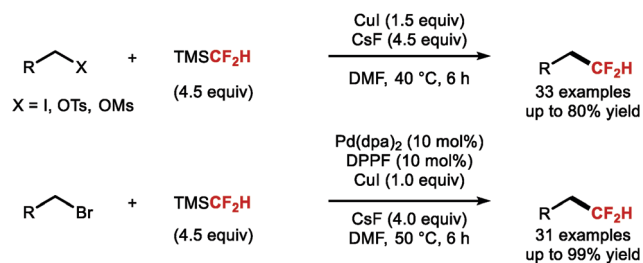 CuI (1.5 equiv)
CsF (4.5 equiv)
R X + TMSCF₂H R CF₂H
DMF, 40 °C, 6 h
(4.5 equiv)
X = I, OTs, OMs
33 examples
up to 80% yield
Pd(dpa)₂ (10 mol%)
DPPF (10 mol%)
CuI (1.0 equiv)
R Br + TMSCF₂H R CF₂H
CsF (4.0 equiv)
(4.5 equiv)
DMF, 50 °C, 6 h
31 examples
up to 99% yield